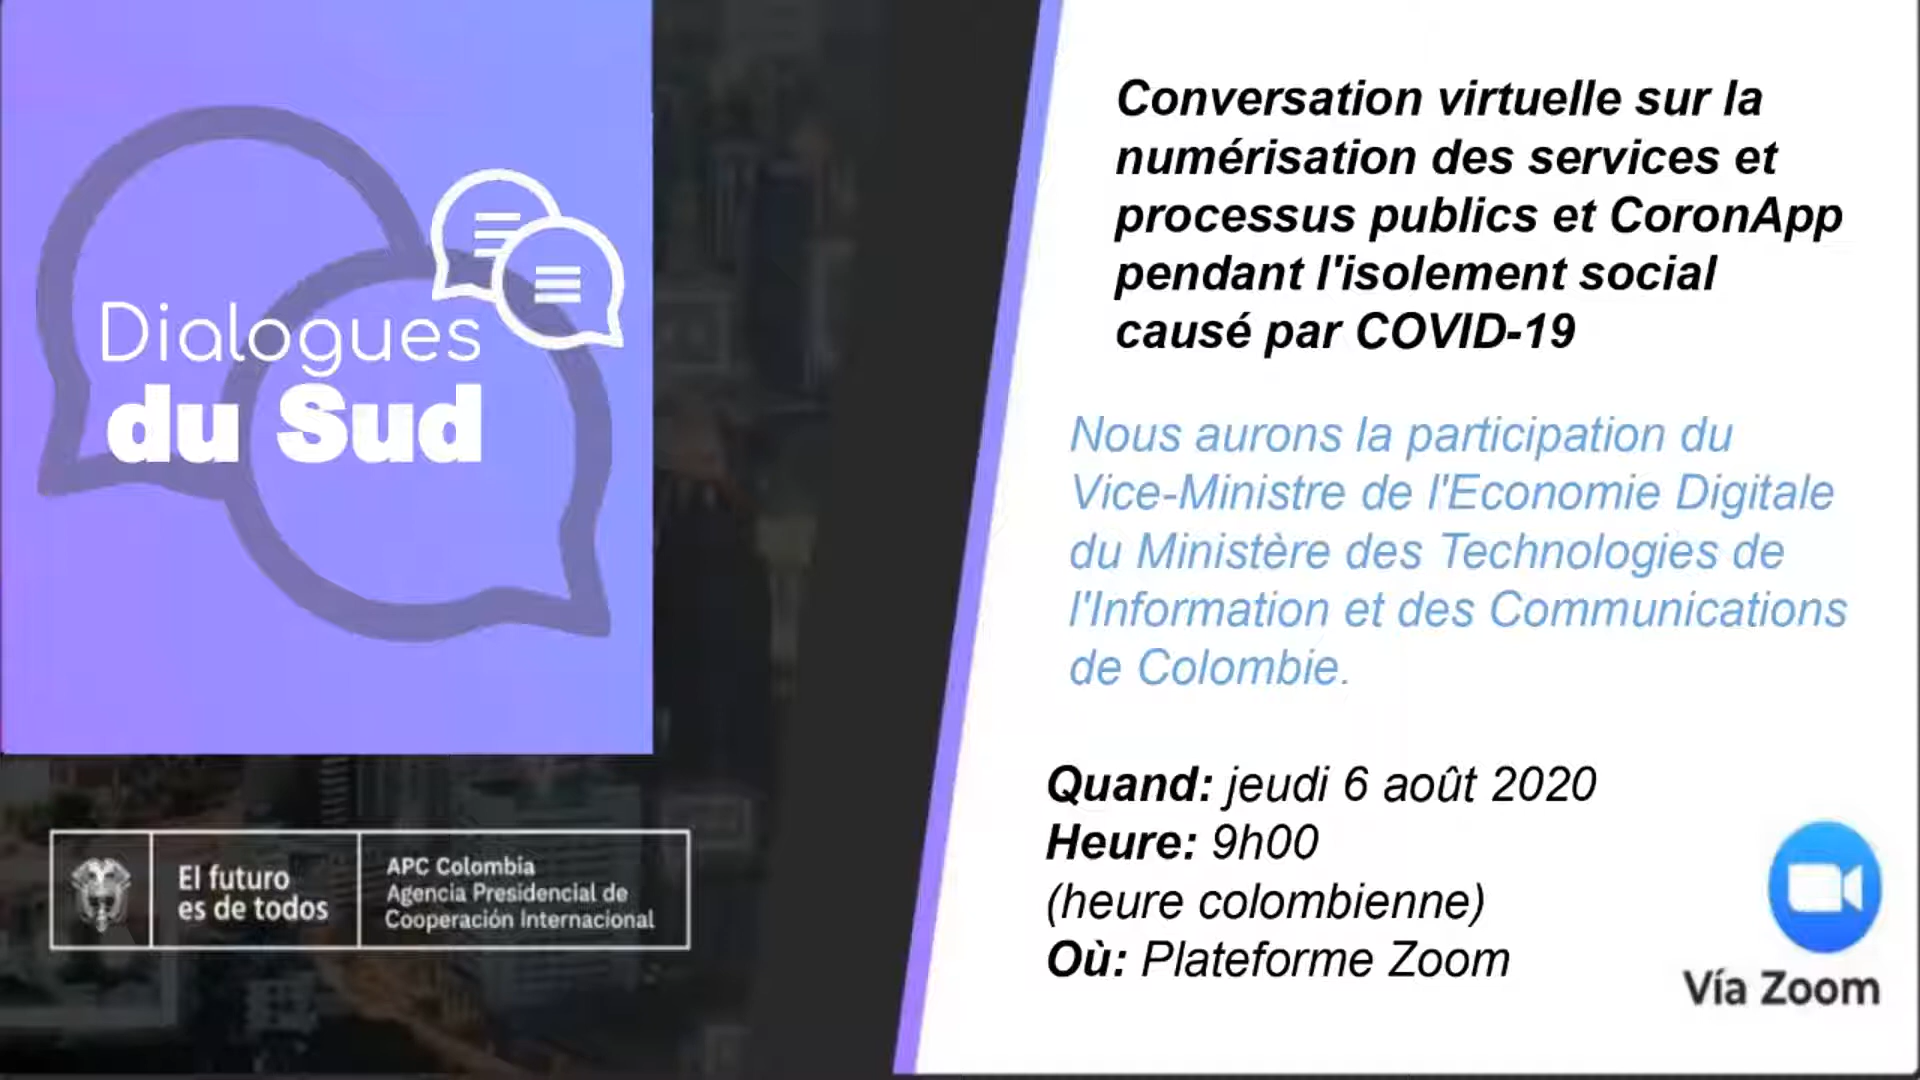 Dialogues
du Sud
El futuro
es de todos
APC Colombia
Agencia Presidencial de
Cooperación Internacional
Conversation virtuelle sur la
numérisation des services et
processus publics et CoronApp
pendant l'isolement social
causé par COVID-19
Nous aurons la participation du
Vice-Ministre de l'Economie Digitale
du Ministère des Technologies de
l'Information et des Communications
de Colombie.
Quand: jeudi 6 août 2020
Heure: 9h00
(heure colombienne)
Où: Plateforme Zoom
Vía Zoom